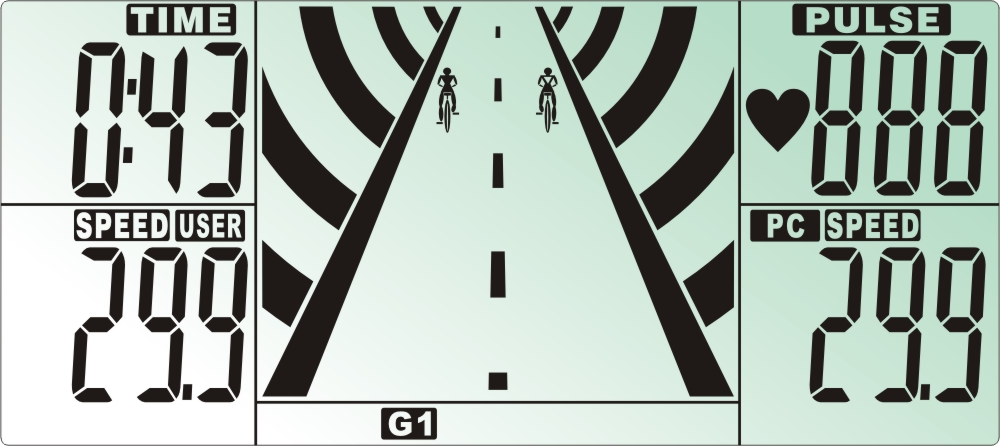 TIME
0:43
SPEED USER
29.9
PULSE
888
PC SPEED
29.9
G1